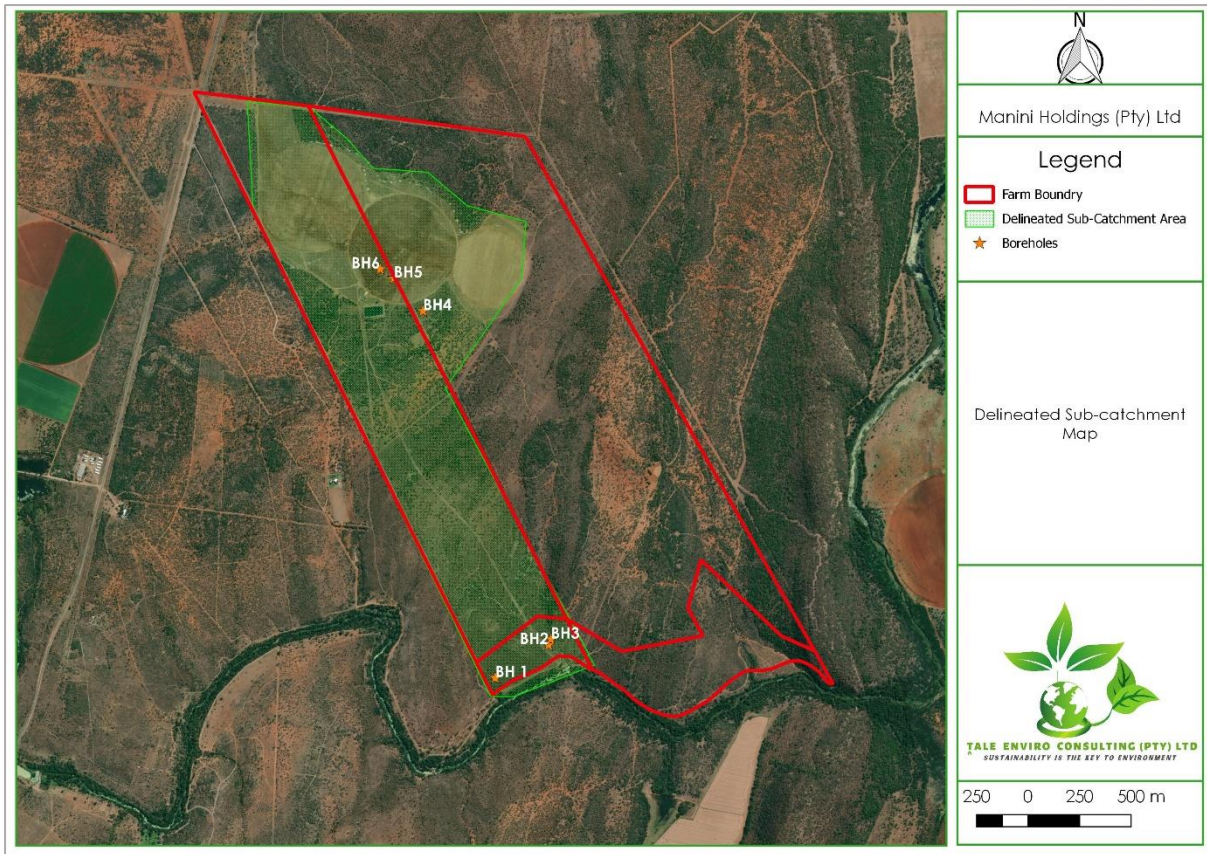 N
Manini Holdings (Pty) Ltd
Legend
Farm Boundry
Delineated Sub-Catchment Area
Boreholes
Delineated Sub-catchment
Map
TALE ENVIRO CONSULTING (PTY) LTD
SUSTAINABILITY IS THE KEY TO ENVIRONMENT
250 0 250 500 m
BH6
BH5
BH4
BH3
BH2
BH 1